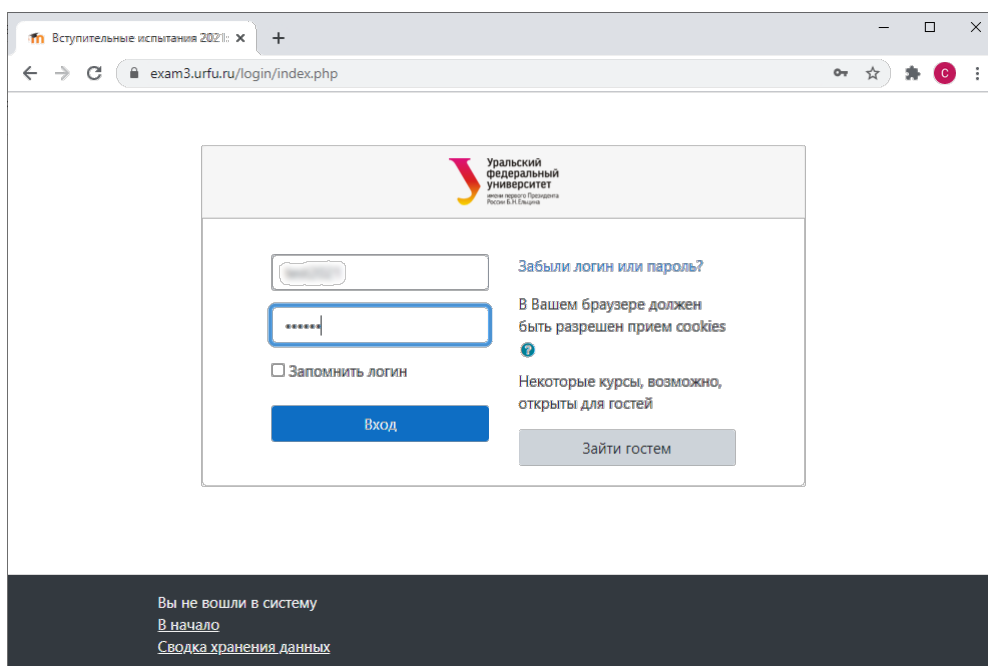 Вступительные испытания 2021:
exam3.urfu.ru/login/index.php
C
Уральский
федеральный
университет
имени первого Президента
России Б.Н.Ельцина
Забыли логин или пароль?
В Вашем браузере должен
быть разрешен прием cookies
?
••••••
Запомнить логин
Некоторые курсы, возможно,
открыты для гостей
Вход
Зайти гостем
Вы не вошли в систему
В начало
Сводка хранения данных